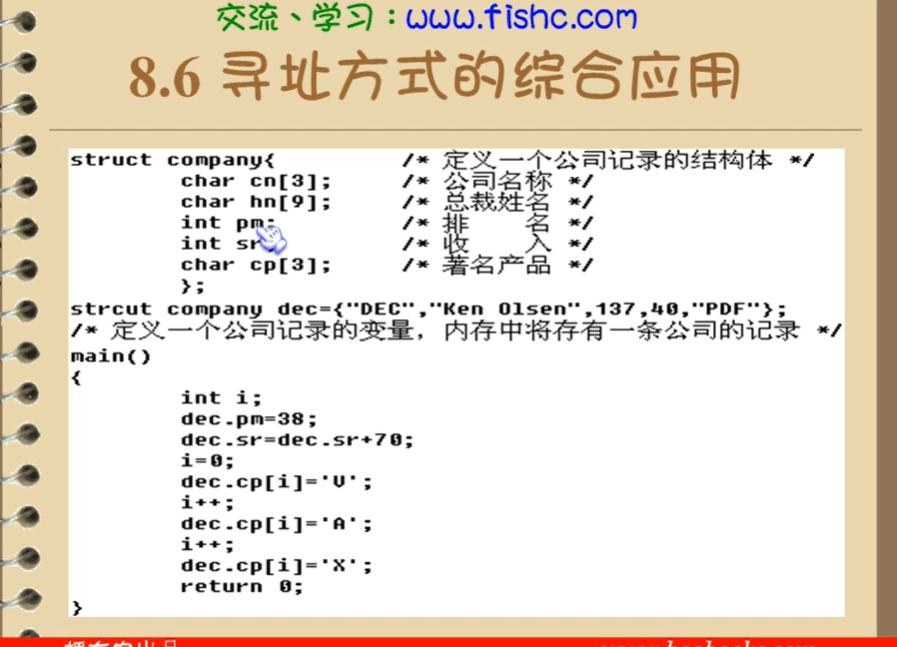 交流、学习：www.fishc.com
8.6 寻址方式的综合应用
struct company{ /* 定义一个公司记录的结构体 */
char cn[3]; /* 公司名称 */
char hn[9]; /* 总裁姓名 */
int pm; /* 排 名 */
int sr /* 收 入 */
char cp[3]; /* 著名产品 */
};
strcut company dec={"DEC","Ken Olsen",137,40,"PDF"};
/* 定义一个公司记录的变量，内存中将存有一条公司的记录 */
main()
{
int i;
dec.pm=38;
dec.sr=dec.sr+70;
i=0;
dec.cp[i]='V';
i++;
dec.cp[i]='A';
i++;
dec.cp[i]='X';
return 0;
}